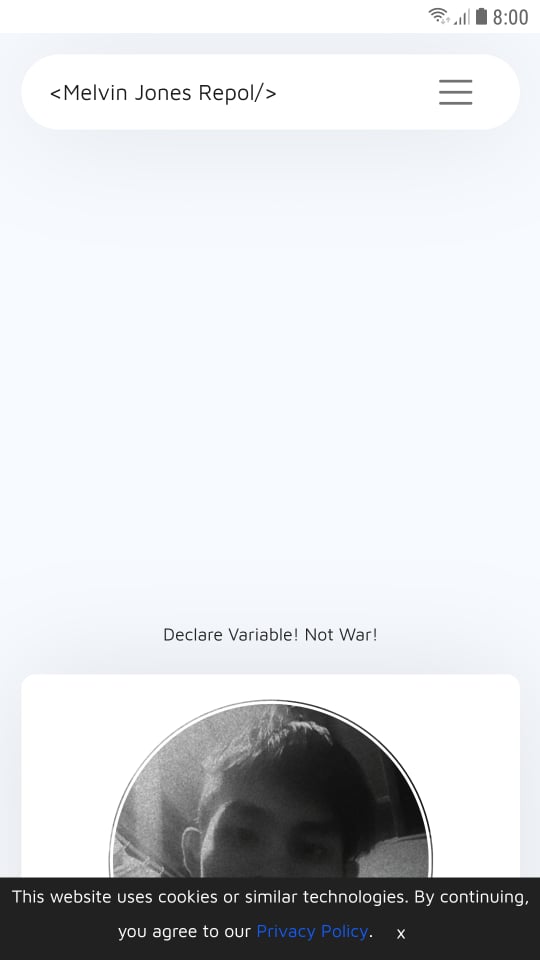 8:00
<Melvin Jones Repol/>
Declare Variable! Not War!
This website uses cookies or similar technologies. By continuing,
you agree to our Privacy Policy. x